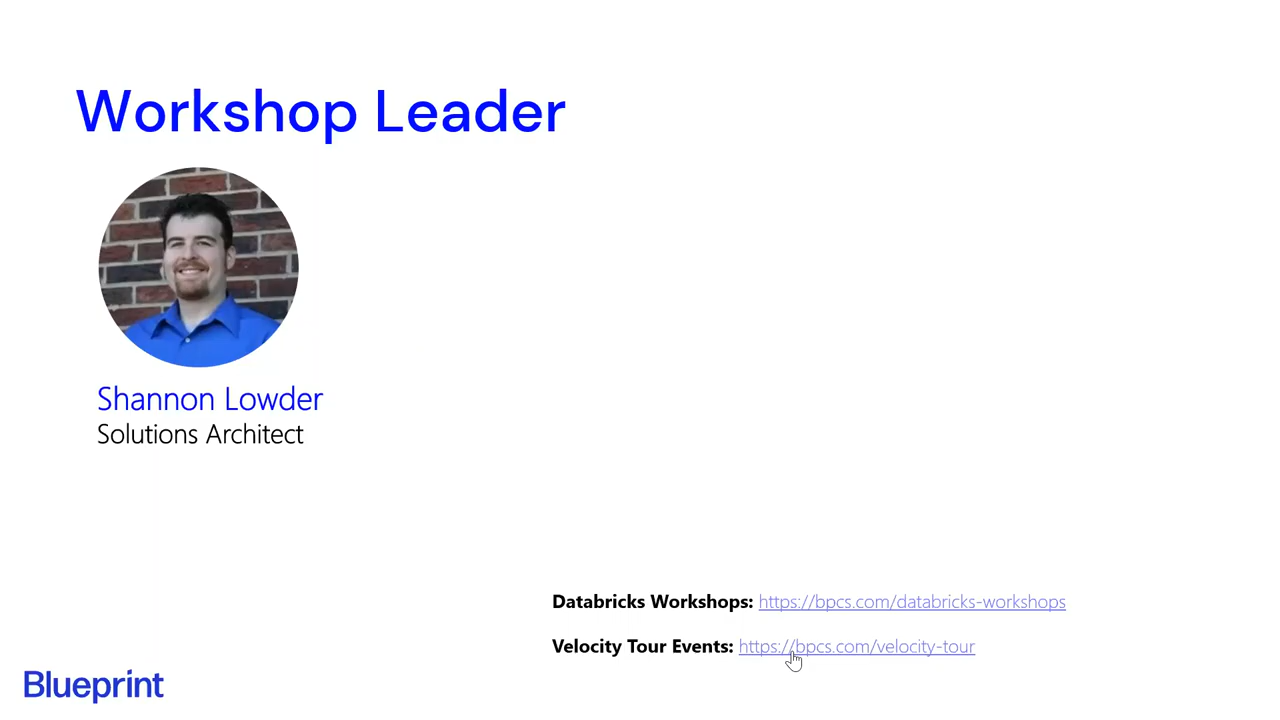 Workshop Leader
Shannon Lowder
Solutions Architect
Databricks Workshops: https://bpcs.com/databricks-workshops
Velocity Tour Events: https://bpcs.com/velocity-tour
Blueprint